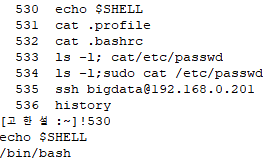 530 echo $SHELL
531 cat .profile
532 cat .bashrc
533 ls -l; cat/etc/passwd
534 ls -l;sudo cat /etc/passwd
535 ssh bigdata@192.168.0.201
536 history
[고 한 설 :~]!530
echo $SHELL
/bin/bash